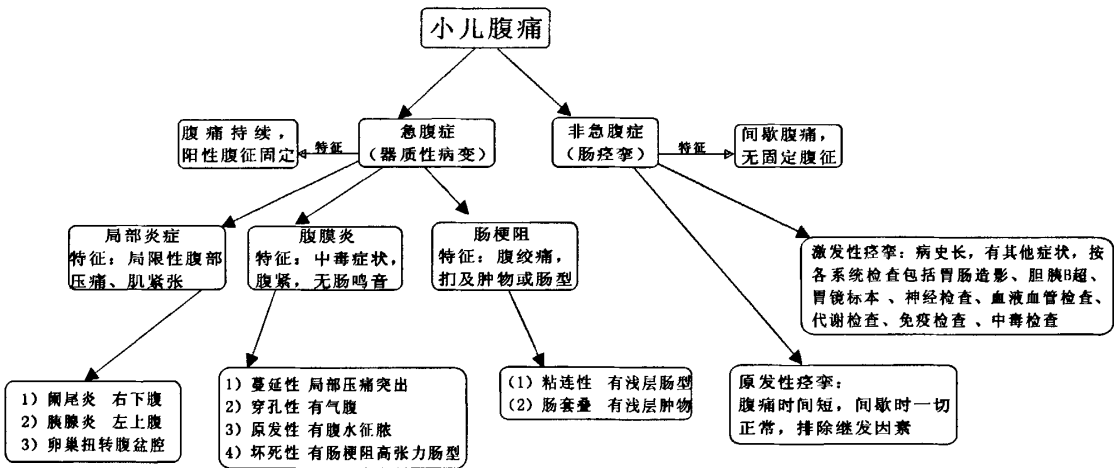 小儿腹痛
腹痛持续，
阳性腹征固定
特征
急腹症
（器质性病变）
非急腹症
（肠痉挛）
特征
间歇腹痛，
无固定腹征
局部炎症
特征：局限性腹部
压痛、肌紧张
腹膜炎
特征：中毒症状，
腹紧，无肠鸣音
肠梗阻
特征：腹绞痛，
扪及肿物或肠型
激发性痉挛：病史长，有其他症状，按
各系统检查包括胃肠造影、胆胰B超、
胃镜标本、神经检查、血液血管检查、
代谢检查、免疫检查、中毒检查
1）阑尾炎 右下腹
2）胰腺炎 左上腹
3）卵巢扭转腹盆腔
1）蔓延性 局部压痛突出
2）穿孔性 有气腹
3）原发性 有腹水征脓
4）坏死性 有肠梗阻高张力肠型
（1）粘连性 有浅层肠型
（2）肠套叠 有浅层肿物
原发性痉挛：
腹痛时间短，间歇时一切
正常，排除继发因素